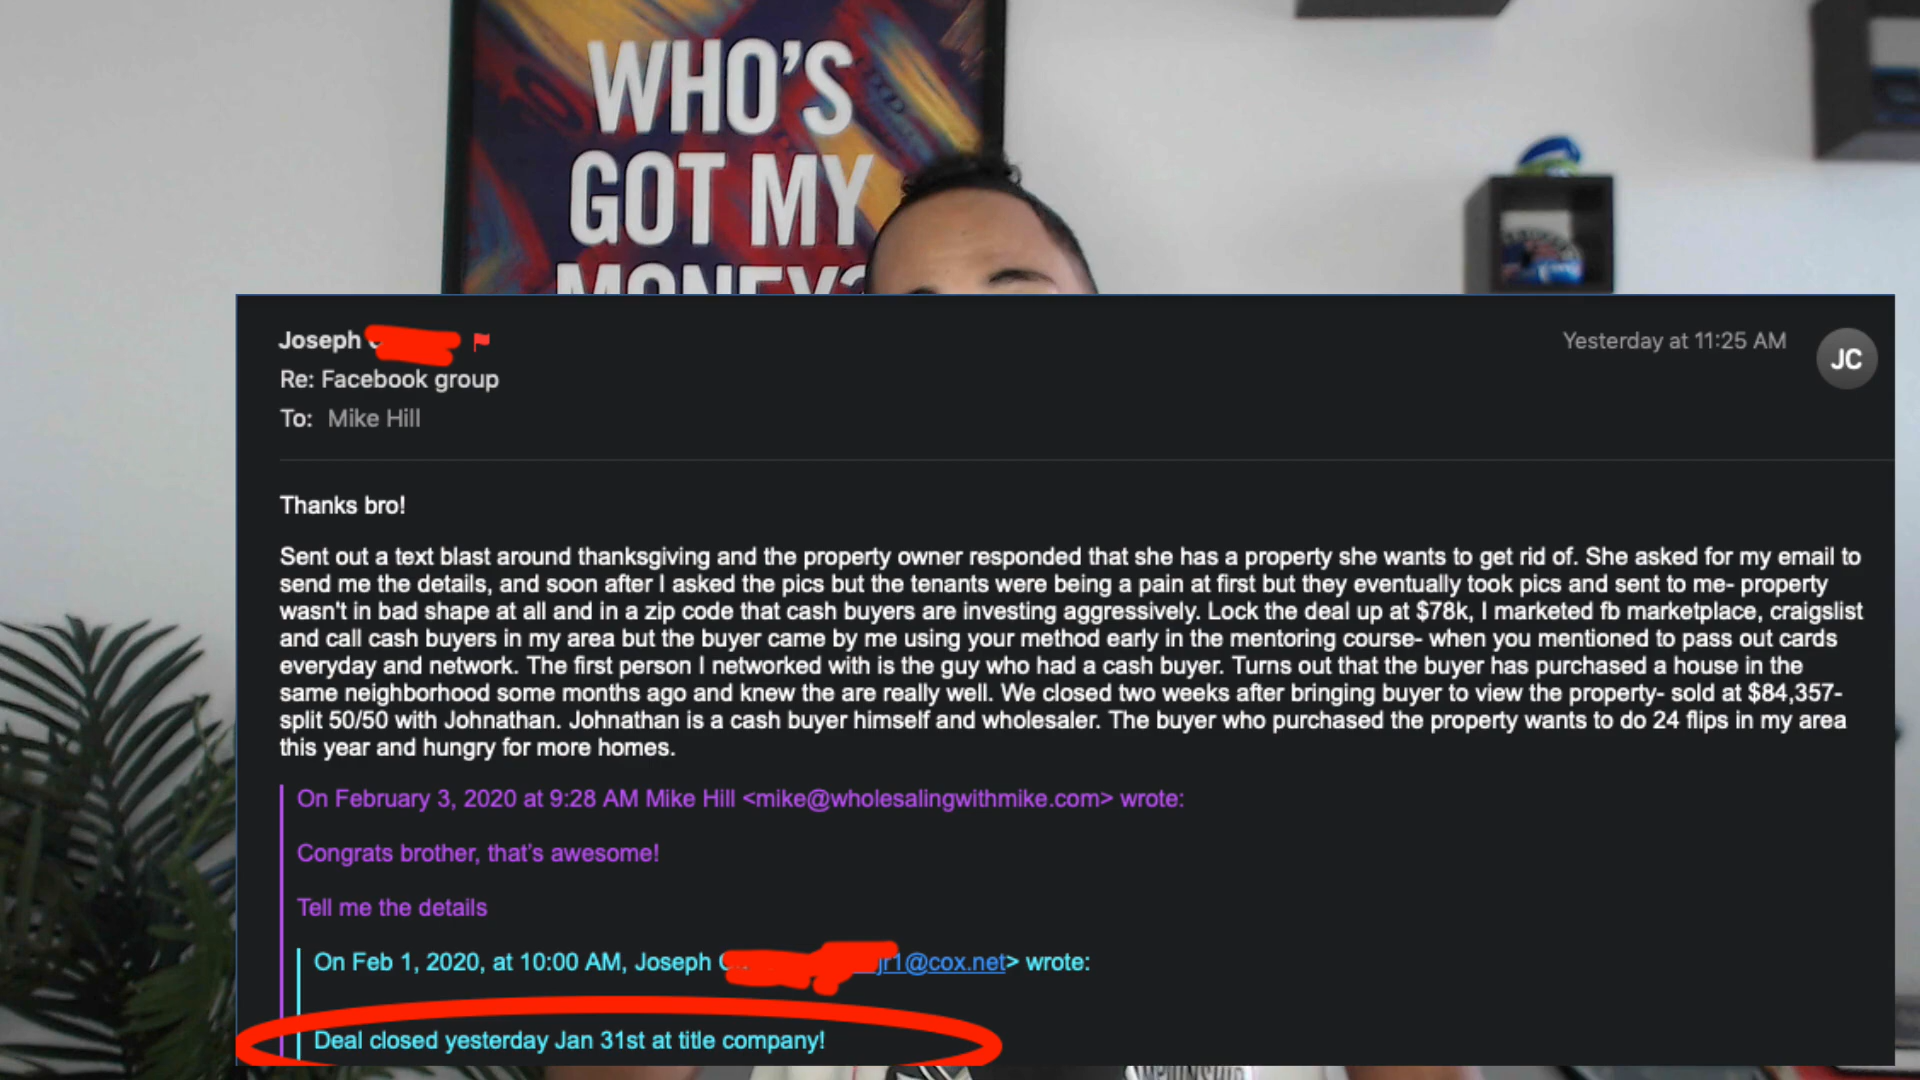 WHO'S
GOT MY
MONEY?
Joseph
Yesterday at 11:25 AM
JC
Re: Facebook group
To: Mike Hill
Thanks bro!
Sent out a text blast around thanksgiving and the property owner responded that she has a property she wants to get rid of. She asked for my email to
send me the details, and soon after I asked the pics but the tenants were being a pain at first but they eventually took pics and sent to me- property
wasn't in bad shape at all and in a zip code that cash buyers are investing aggressively. Lock the deal up at $78k, I marketed fb marketplace, craigslist
and call cash buyers in my area but the buyer came by me using your method early in the mentoring course- when you mentioned to pass out cards
everyday and network. The first person I networked with is the guy who had a cash buyer. Turns out that the buyer has purchased a house in the
same neighborhood some months ago and knew the are really well. We closed two weeks after bringing buyer to view the property- sold at $84,357-
split 50/50 with Johnathan. Johnathan is a cash buyer himself and wholesaler. The buyer who purchased the property wants to do 24 flips in my area
this year and hungry for more homes.
On February 3, 2020 at 9:28 AM Mike Hill <mike@wholesalingwithmike.com> wrote:
Congrats brother, that's awesome!
Tell me the details
On Feb 1, 2020, at 10:00 AM, Joseph jr1@cox.net> wrote:
Deal closed yesterday Jan 31st at title company!